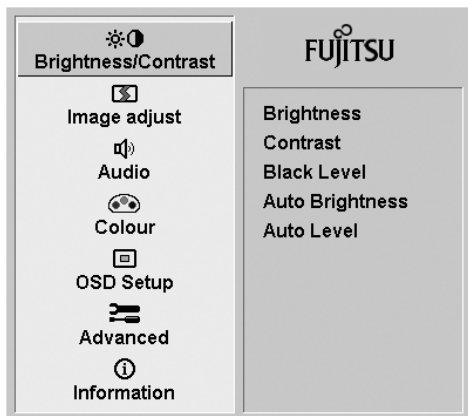 Brightness/Contrast
Image adjust
Audio
Colour
OSD Setup
Advanced
Information
FUJITSU
Brightness
Contrast
Black Level
Auto Brightness
Auto Level